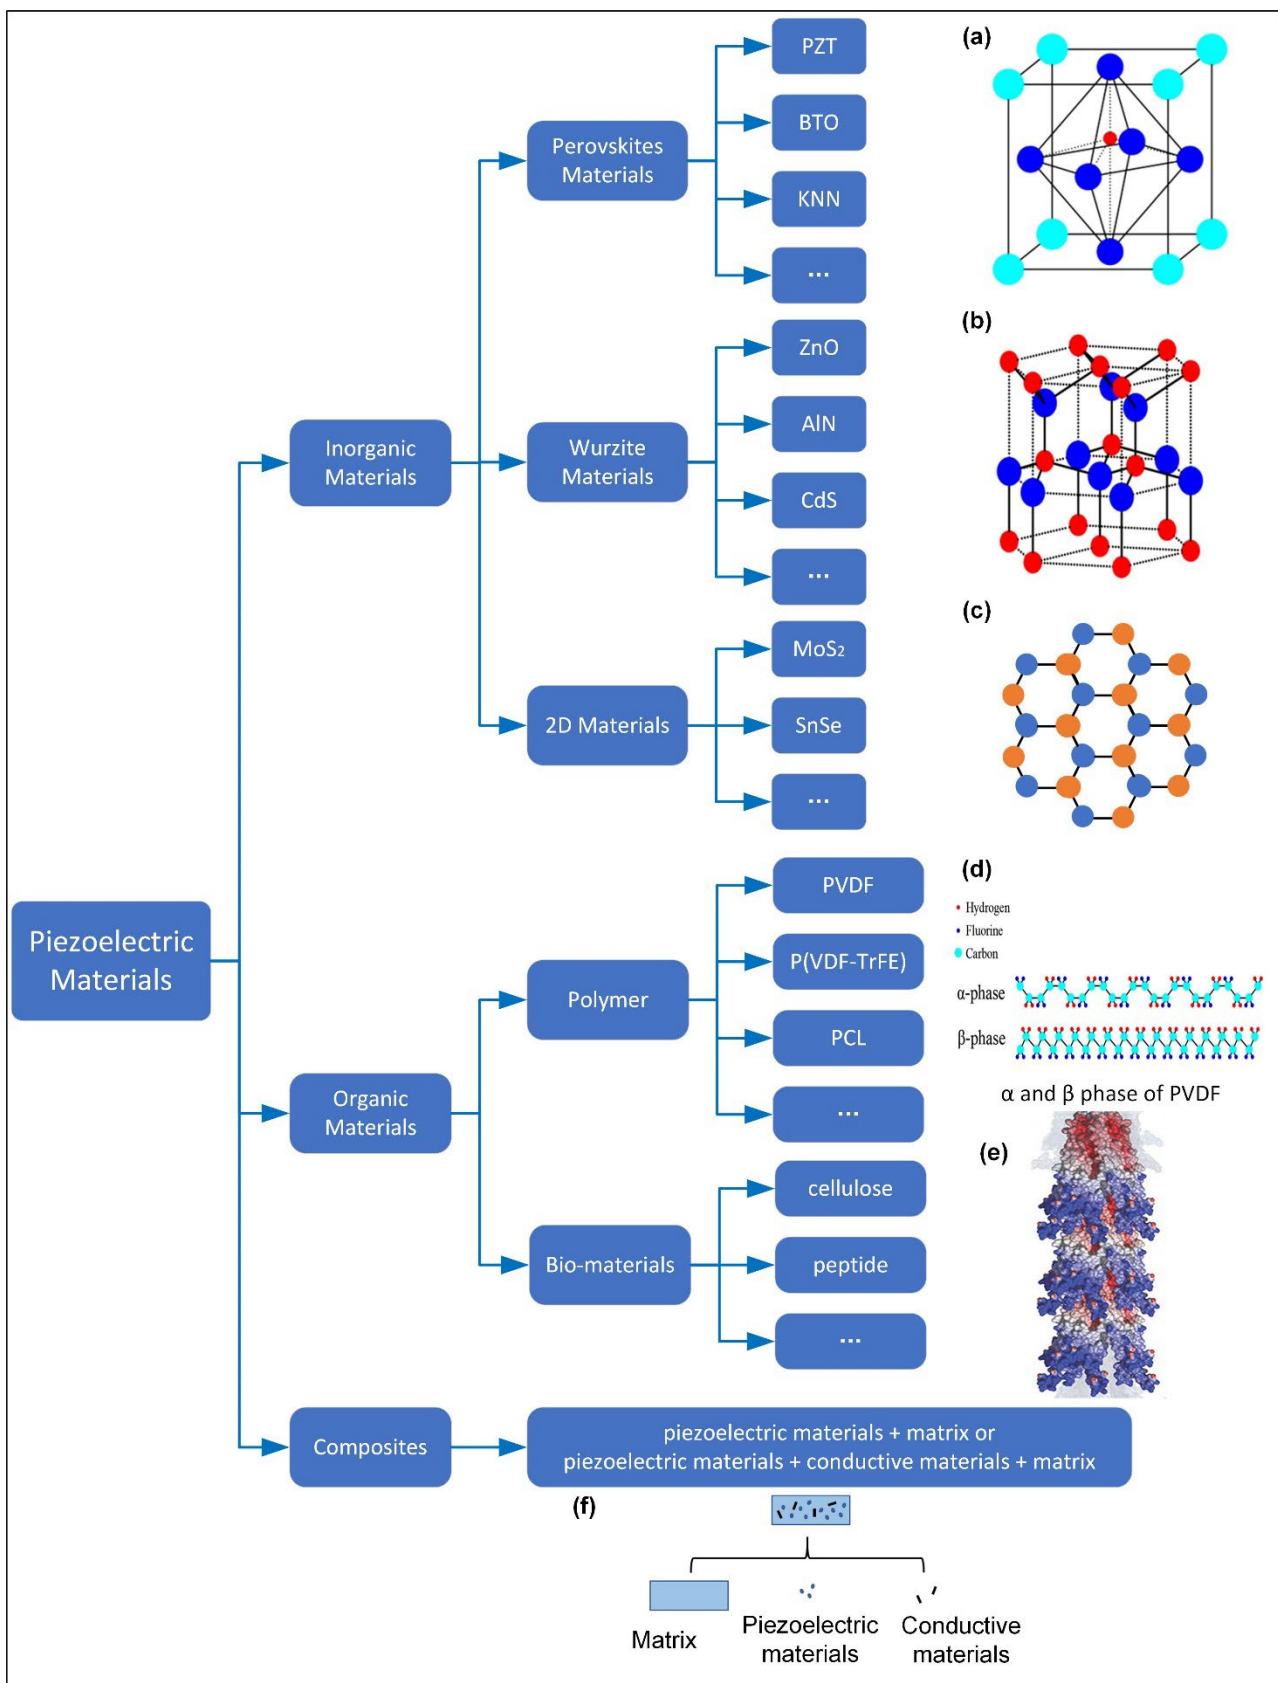 PZT
(a)
BTO
Perovskites
Materials
KNN
...
(b)
ZnO
AlN
Inorganic
Materials
Wurzite
Materials
CdS
...
(c)
MoS2
2D Materials
SnSe
...
(d)
PVDF
Hydrogen
Fluorine
Carbon
Piezoelectric
Materials
P(VDF-TrFE)
Polymer
α-phase
PCL
β-phase
α and β phase of PVDF
Organic
Materials
...
(e)
cellulose
Bio-materials
peptide
...
Composites
piezoelectric materials + matrix or
piezoelectric materials + conductive materials + matrix
(f)
Matrix
Piezoelectric
materials
Conductive
materials